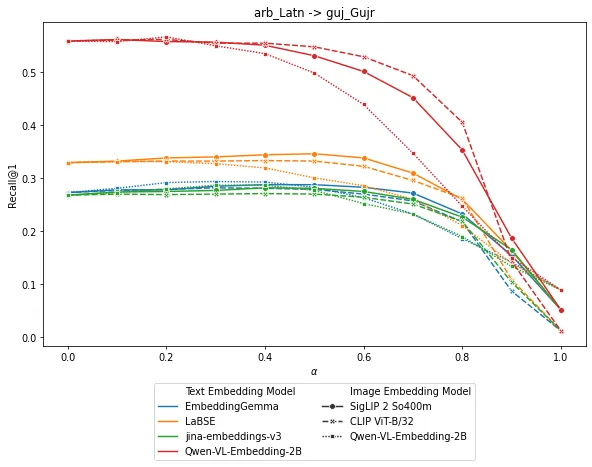 arb_Latn -> guj_Gujr
Recall@1
0.5
0.4
0.3
0.2
0.1
0.0
0.0 0.2 0.4 0.6 0.8 1.0
α
Text Embedding Model
EmbeddingGemma
LaBSE
jina-embeddings-v3
Qwen-VL-Embedding-2B
Image Embedding Model
SigLIP 2 So400m
CLIP ViT-B/32
Qwen-VL-Embedding-2B